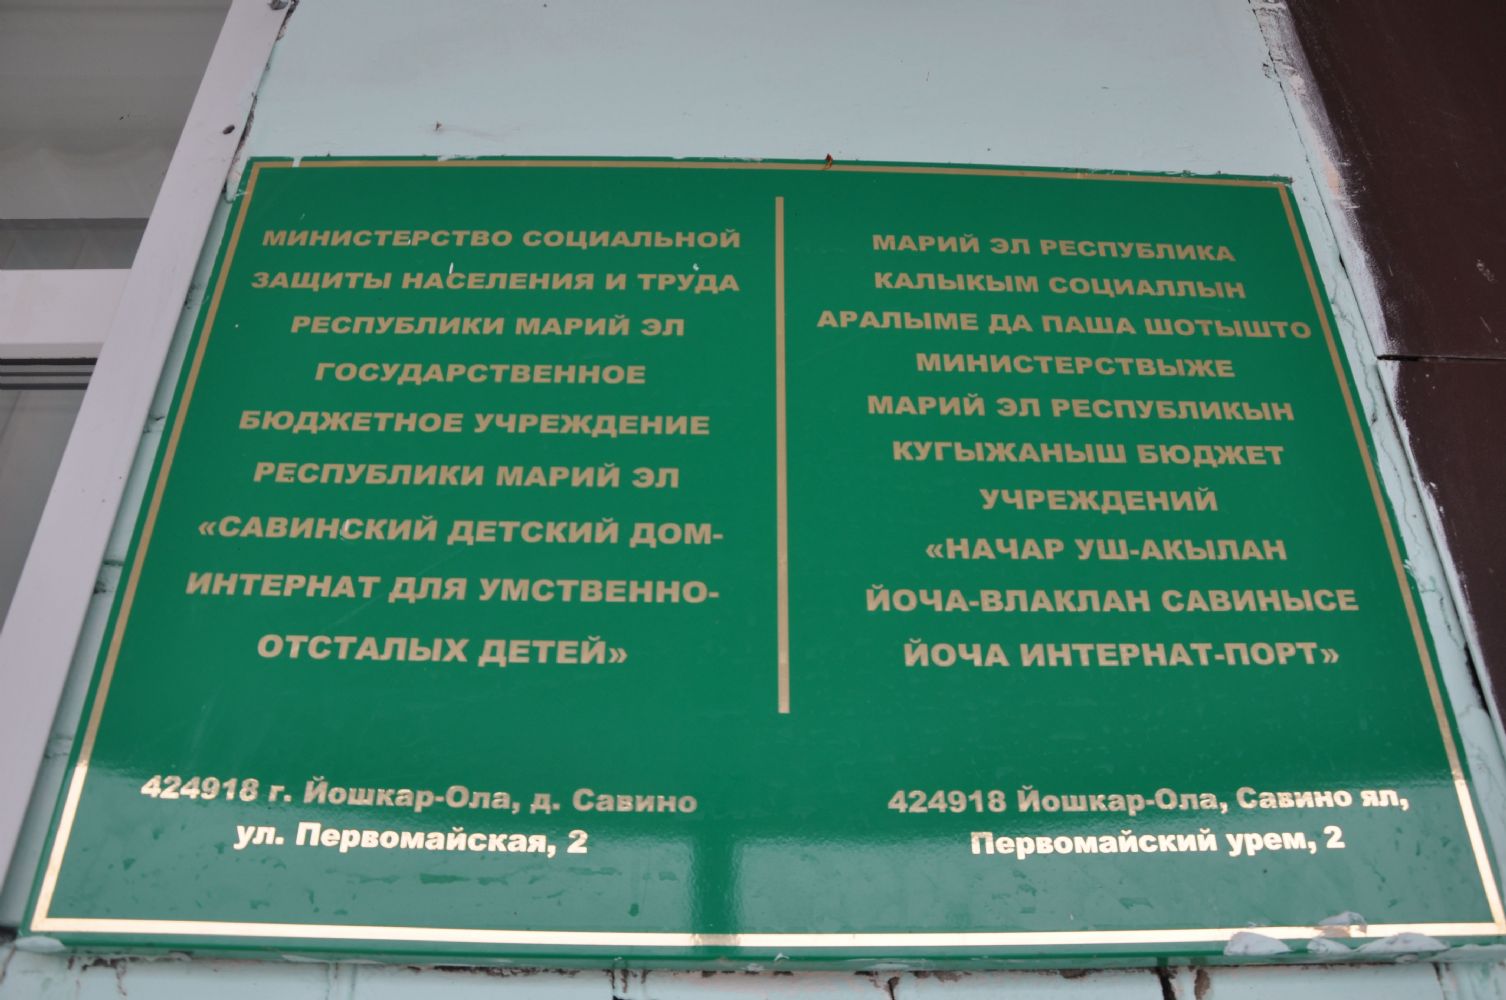 МИНИСТЕРСТВО СОЦИАЛЬНОЙ
ЗАЩИТЫ НАСЕЛЕНИЯ И ТРУДА
РЕСПУБЛИКИ МАРИЙ ЭЛ
ГОСУДАРСТВЕННОЕ
БЮДЖЕТНОЕ УЧРЕЖДЕНИЕ
РЕСПУБЛИКИ МАРИЙ ЭЛ
«САВИНСКИЙ ДЕТСКИЙ ДОМ-
ИНТЕРНАТ ДЛЯ УМСТВЕННО-
ОТСТАЛЫХ ДЕТЕЙ»
424918 г. Йошкар-Ола, д. Савино
ул. Первомайская, 2
МАРИЙ ЭЛ РЕСПУБЛИКА
КАЛЫКЫМ СОЦИАЛЛЫН
АРАЛЫМЕ ДА ПАША ШОТЫШТО
МИНИСТЕРСТВЫЖЕ
МАРИЙ ЭЛ РЕСПУБЛИКЫН
КУГЫЖАНЫШ БЮДЖЕТ
УЧРЕЖДЕНИЙ
«НАЧАР УШ-АКЫЛАН
ЙОЧА-ВЛАКЛАН САВИНЫСЕ
ЙОЧА ИНТЕРНАТ-ПОРТ»
424918 Йошкар-Ола, Савино ял,
Первомайский урем, 2